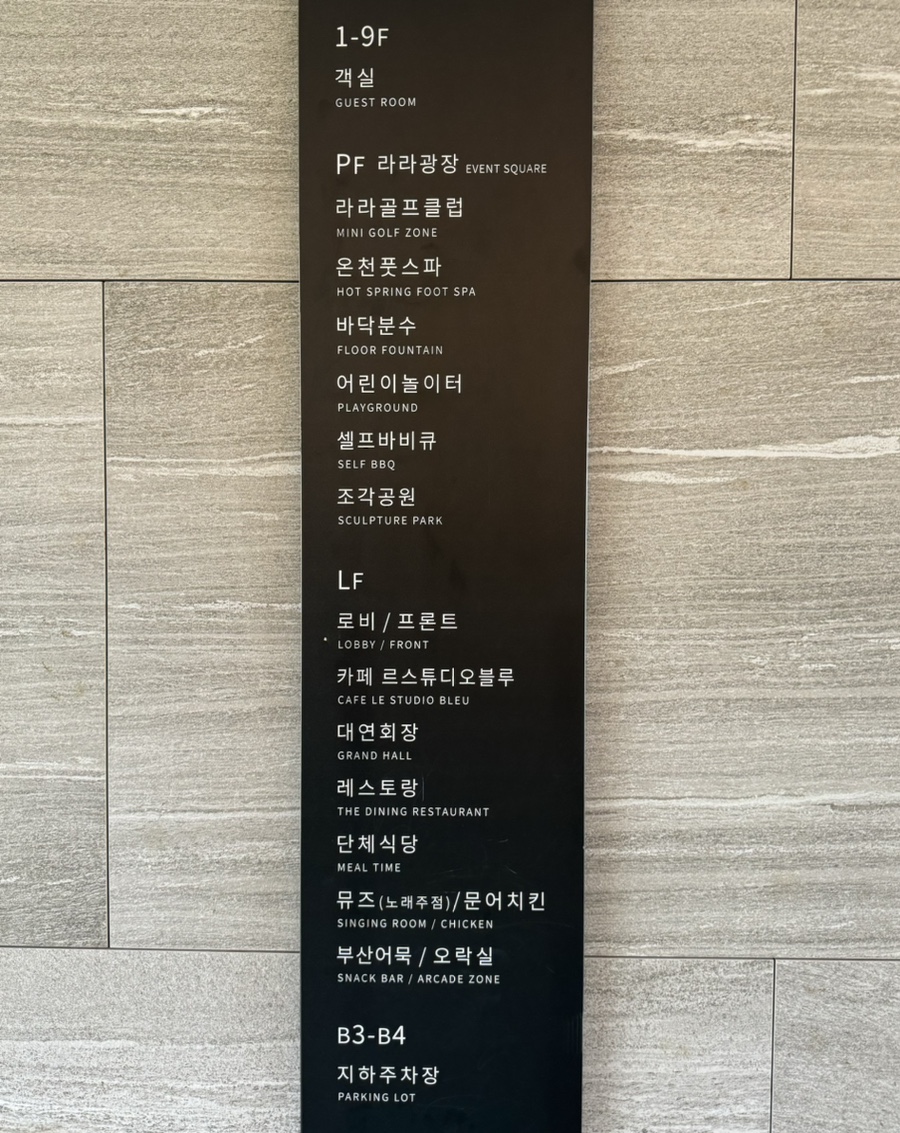 1-9F
객실
GUEST ROOM
PF 라라광장 EVENT SQUARE
라라골프클럽
MINI GOLF ZONE
온천풋스파
HOT SPRING FOOT SPA
바닥분수
FLOOR FOUNTAIN
어린이놀이터
PLAYGROUND
셀프바비큐
SELF BBQ
조각공원
SCULPTURE PARK
LF
로비 / 프론트
LOBBY / FRONT
카페 르스튜디오블루
CAFE LE STUDIO BLEU
대연회장
GRAND HALL
레스토랑
THE DINING RESTAURANT
단체식당
MEAL TIME
뮤즈(노래주점)/문어치킨
SINGING ROOM / CHICKEN
부산어묵 / 오락실
SNACK BAR / ARCADE ZONE
B3-B4
지하주차장
PARKING LOT